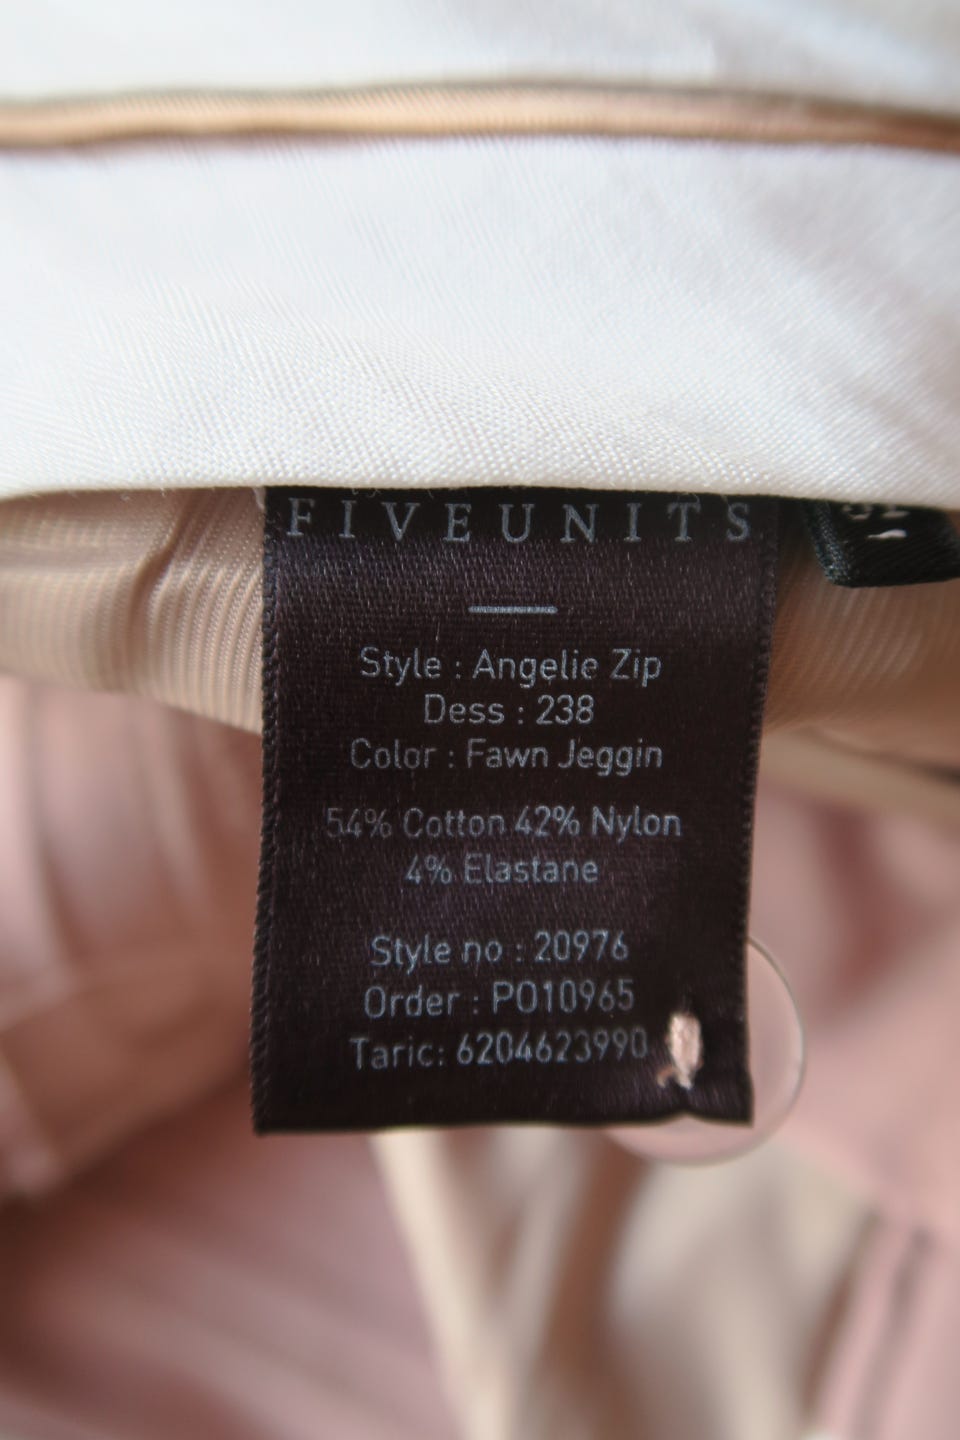 FIVEUNITS
Style : Angelie Zip
Dess : 238
Color : Fawn Jeggin
54% Cotton 42% Nylon
4% Elastane
Style no : 20976
Order : PO10965
Taric: 6204623990